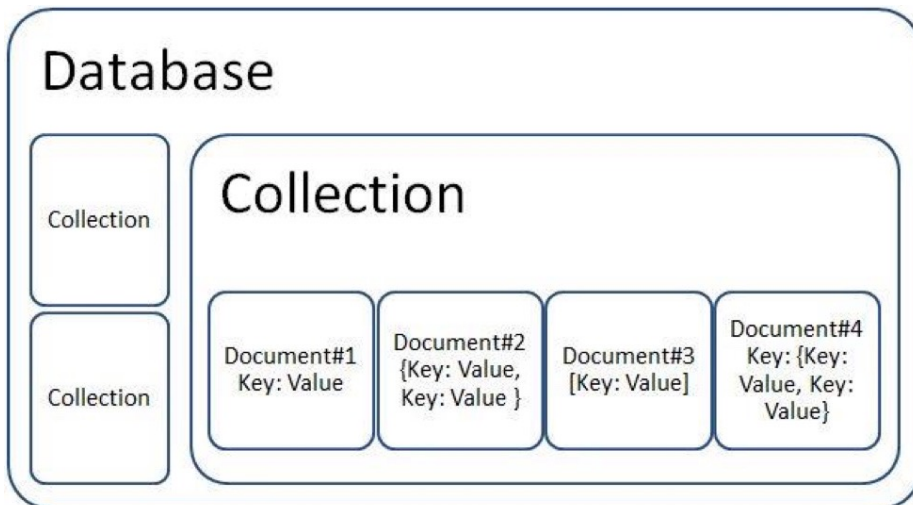 Database
Collection
Collection
Collection
Document#1
Key: Value
Document#2
{Key: Value,
Key: Value }
Document#3
[Key: Value]
Document#4
Key: {Key:
Value, Key:
Value}